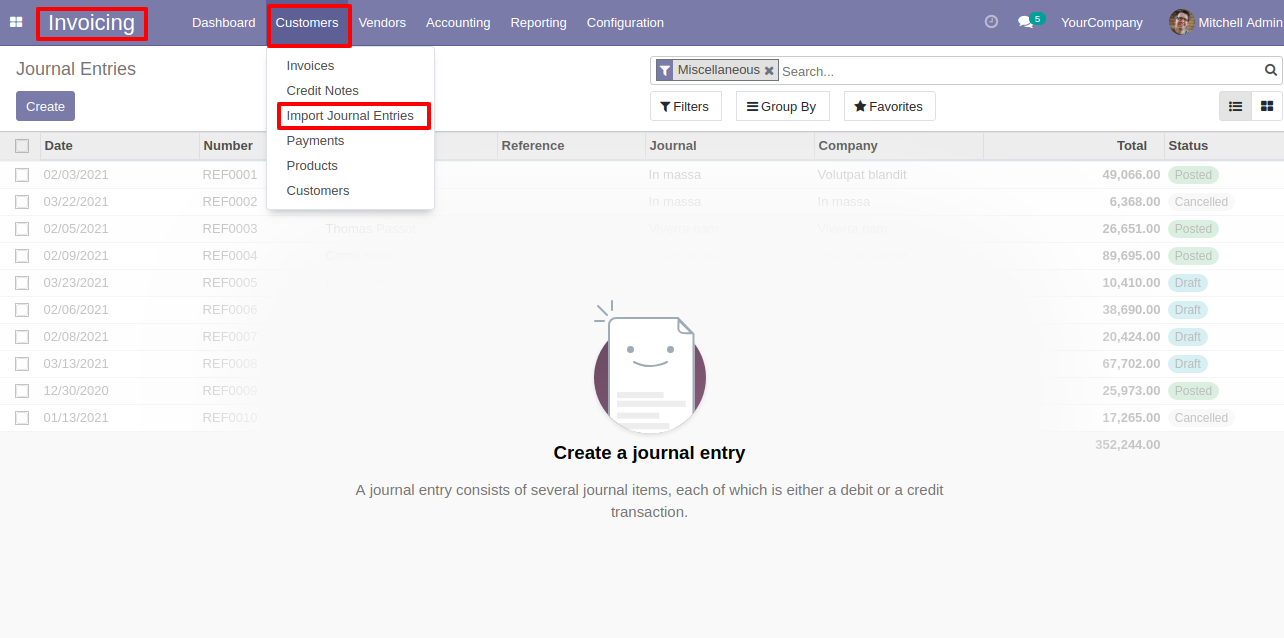 Invoicing Dashboard Customers Vendors Accounting Reporting Configuration 5 YourCompany Mitchell Admin
Journal Entries
Miscellaneous Search...
Create
Filters Group By Favorites
Invoices
Credit Notes
Import Journal Entries
Payments
Products
Customers
Date Number Reference Journal Company Total Status
02/03/2021 REF0001 In massa Volutpat blandit 49,066.00 Posted
03/22/2021 REF0002 In massa In massa 6,368.00 Cancelled
02/05/2021 REF0003 Thomas 26,651.00 Posted
02/09/2021 REF0004 89,695.00 Posted
03/23/2021 REF0005 10,410.00 Draft
02/06/2021 REF0006 38,690.00 Draft
02/08/2021 REF0007 20,424.00 Draft
03/13/2021 REF0008 67,702.00 Draft
12/30/2020 REF0009 25,973.00 Posted
01/13/2021 REF0010 17,265.00 Cancelled
352,244.00
Create a journal entry
A journal entry consists of several journal items, each of which is either a debit or a credit
transaction.